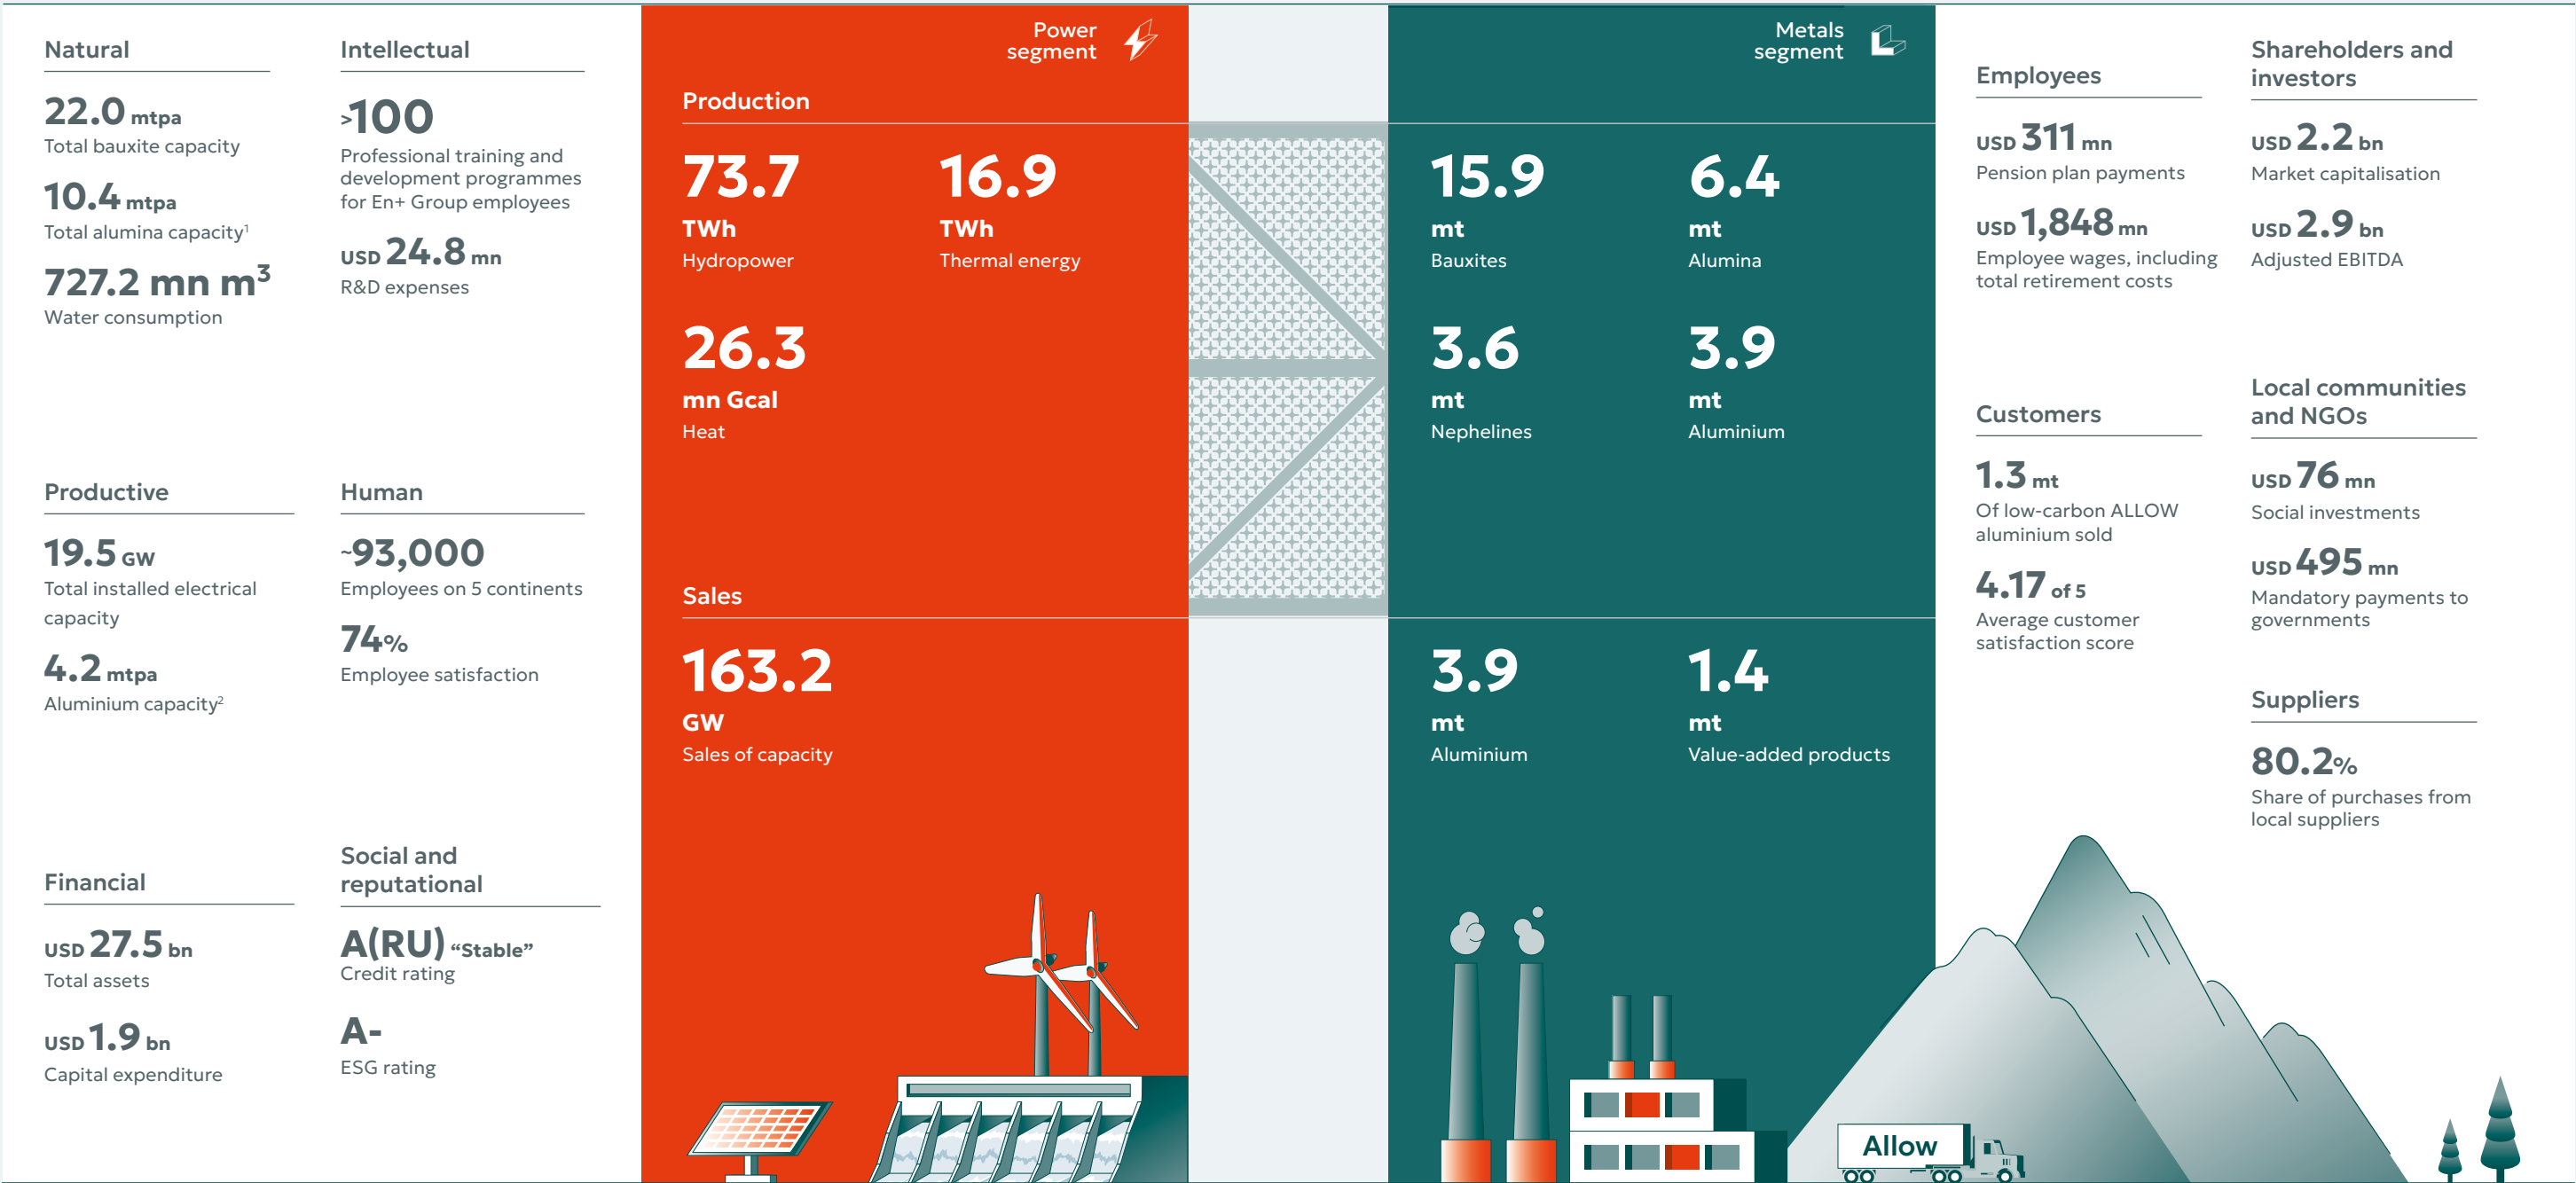 Natural
22.0 mtpa
Total bauxite capacity
10.4 mtpa
Total alumina capacity¹
727.2 mn m³
Water consumption
Intellectual
>100
Professional training and
development programmes
for En+ Group employees
USD 24.8 mn
R&D expenses
Productive
19.5 GW
Total installed electrical
capacity
4.2 mtpa
Aluminium capacity²
Human
~93,000
Employees on 5 continents
74%
Employee satisfaction
Financial
USD 27.5 bn
Total assets
USD 1.9 bn
Capital expenditure
Social and
reputational
A(RU) “Stable”
Credit rating
A-
ESG rating
Power
segment
Production
73.7
TWh
Hydropower
16.9
TWh
Thermal energy
26.3
mn Gcal
Heat
Sales
163.2
GW
Sales of capacity
Metals
segment
15.9
mt
Bauxites
6.4
mt
Alumina
3.6
mt
Nephelines
3.9
mt
Aluminium
3.9
mt
Aluminium
1.4
mt
Value-added products
Employees
USD 311 mn
Pension plan payments
USD 1,848 mn
Employee wages, including
total retirement costs
Shareholders and
investors
USD 2.2 bn
Market capitalisation
USD 2.9 bn
Adjusted EBITDA
Customers
1.3 mt
Of low-carbon ALLOW
aluminium sold
4.17 of 5
Average customer
satisfaction score
Local communities
and NGOs
USD 76 mn
Social investments
USD 495 mn
Mandatory payments to
governments
Suppliers
80.2%
Share of purchases from
local suppliers
Allow